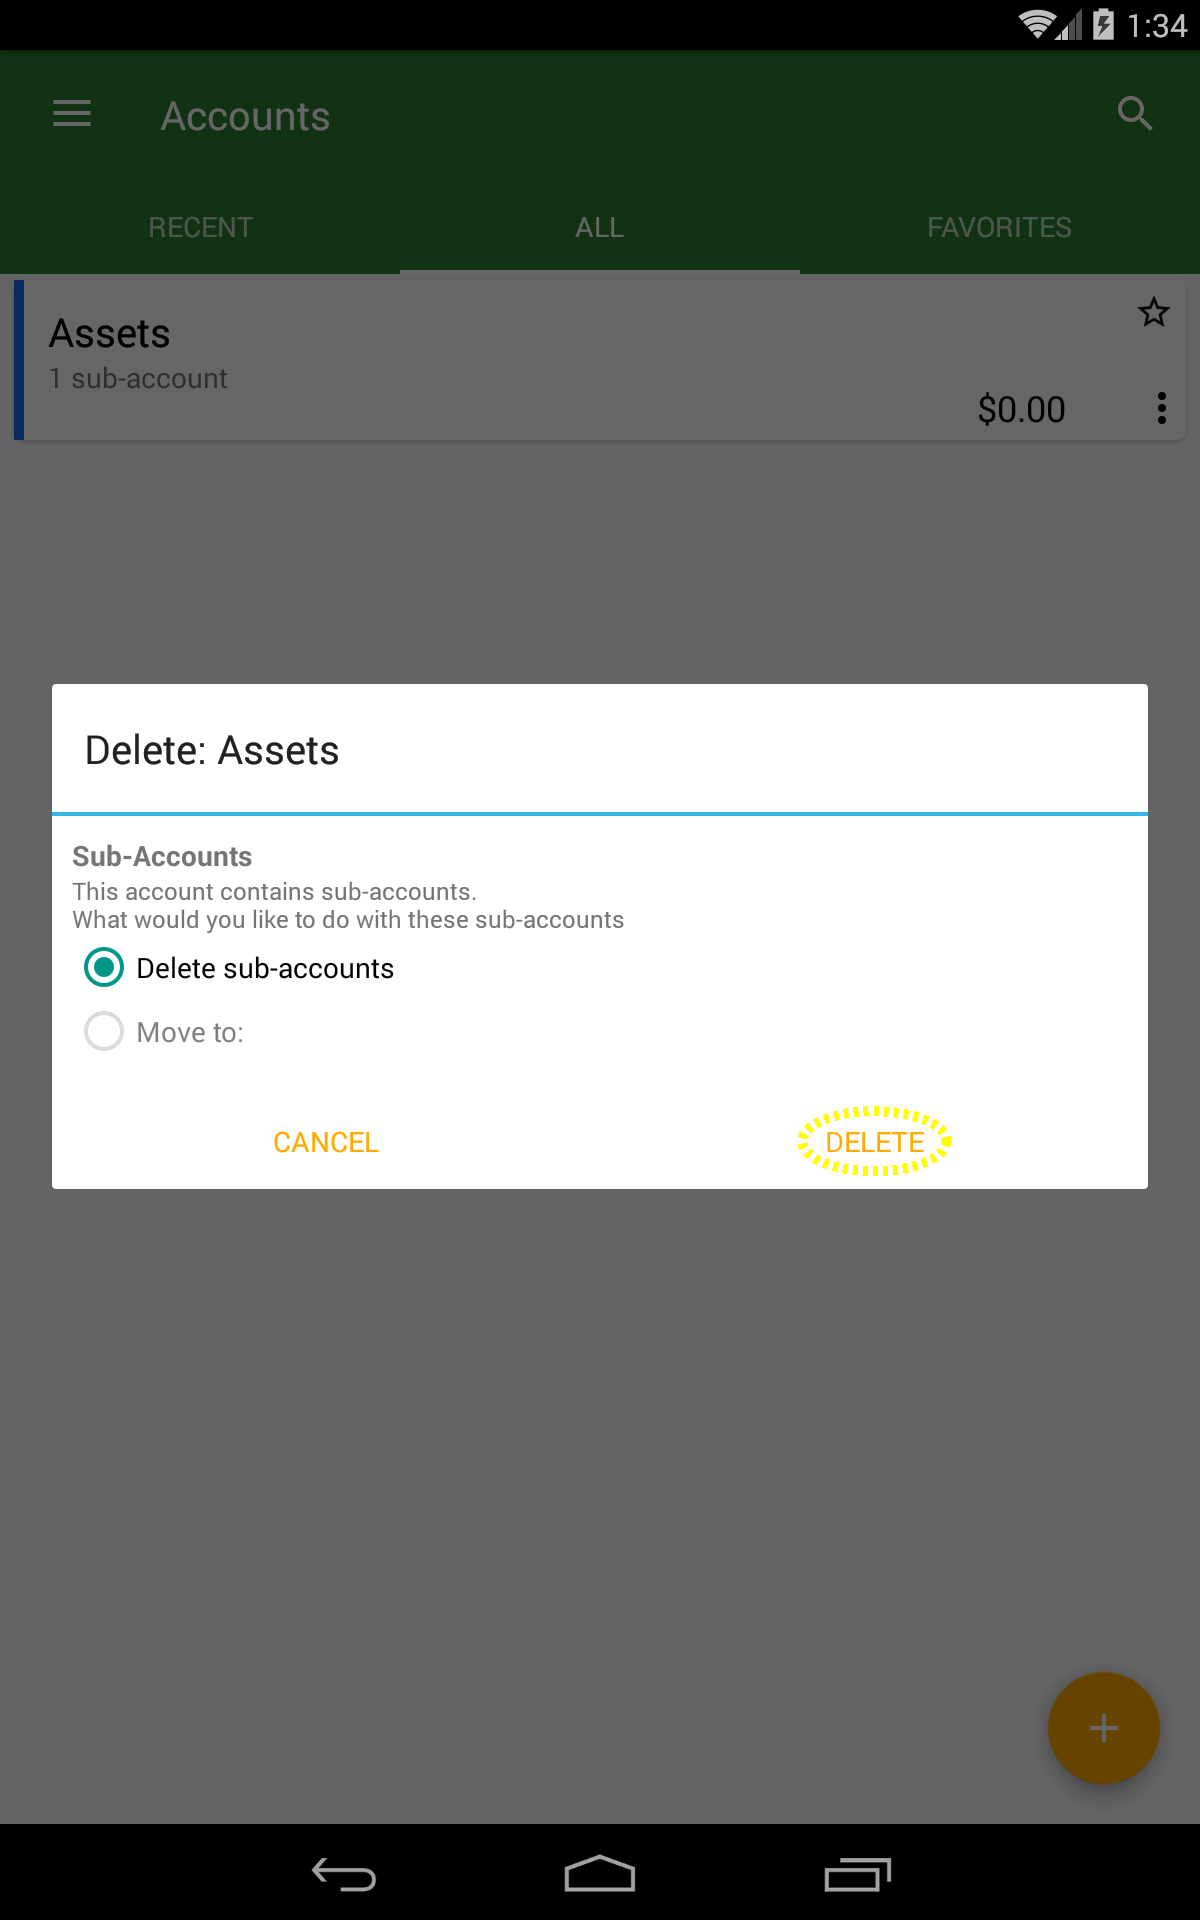 1:34
Accounts
RECENT
ALL
FAVORITES
Assets
1 sub-account
$0.00
Delete: Assets
Sub-Accounts
This account contains sub-accounts.
What would you like to do with these sub-accounts
Delete sub-accounts
Move to:
CANCEL
DELETE